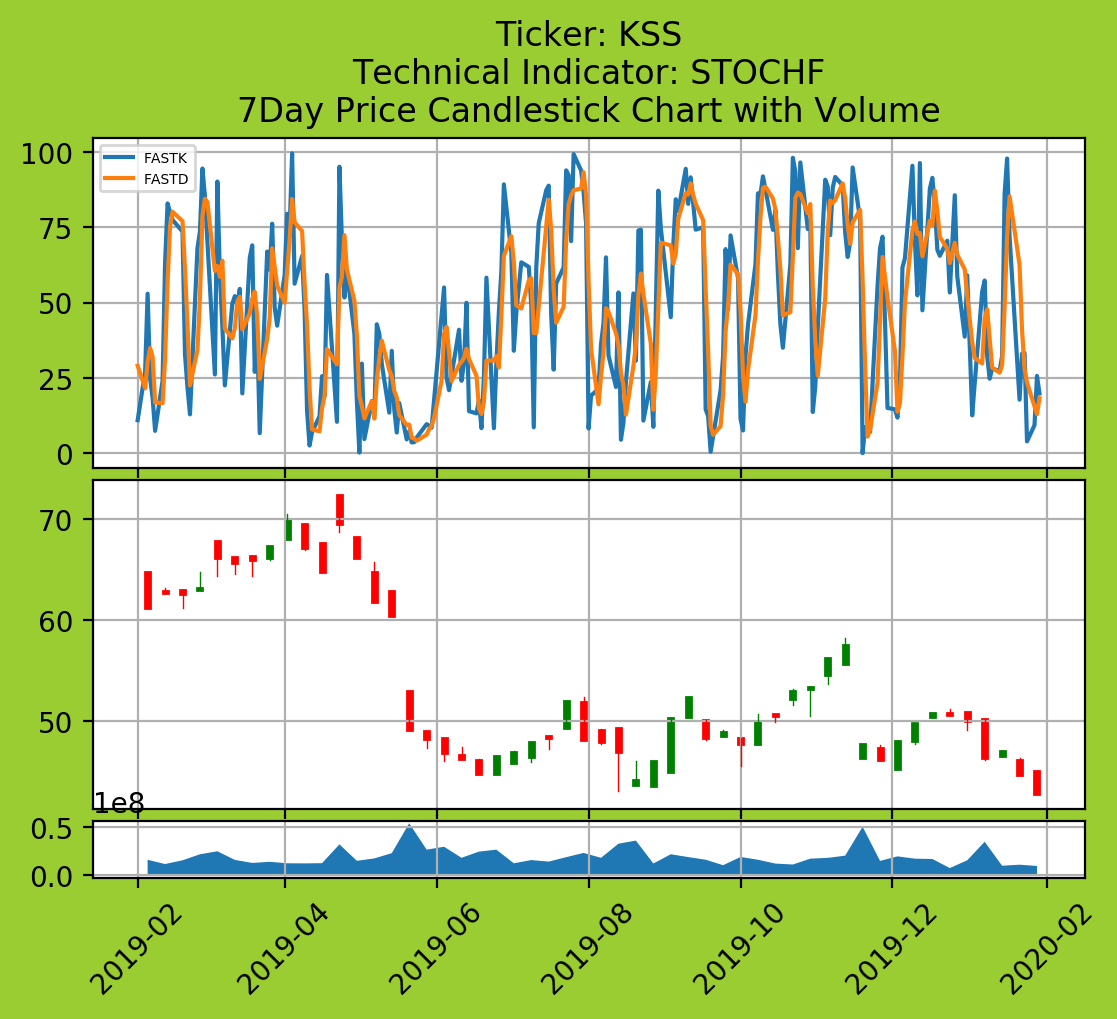 Ticker: KSS
Technical Indicator: STOCHF
7Day Price Candlestick Chart with Volume
100
75
50
25
0
FASTK
FASTD
70
60
50
1e8
0.5
0.0
2019-02
2019-04
2019-06
2019-08
2019-10
2019-12
2020-02